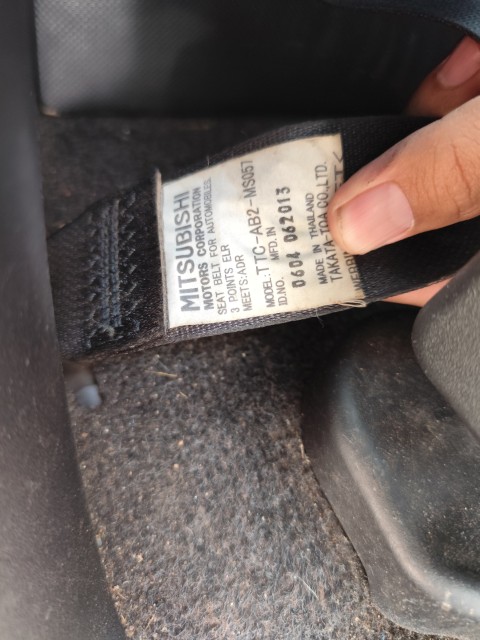 MITSUBISHI
MOTORS CORPORATION
SEAT BELT FOR AUTOMOBILES
3 POINTS ELR
MEETS:ADR
MODEL:TTC-AB2-MS057
ID.NO. MFD.IN
0604 062013
MADE IN THAILAND
TAKATA-TOA CO.,LTD.